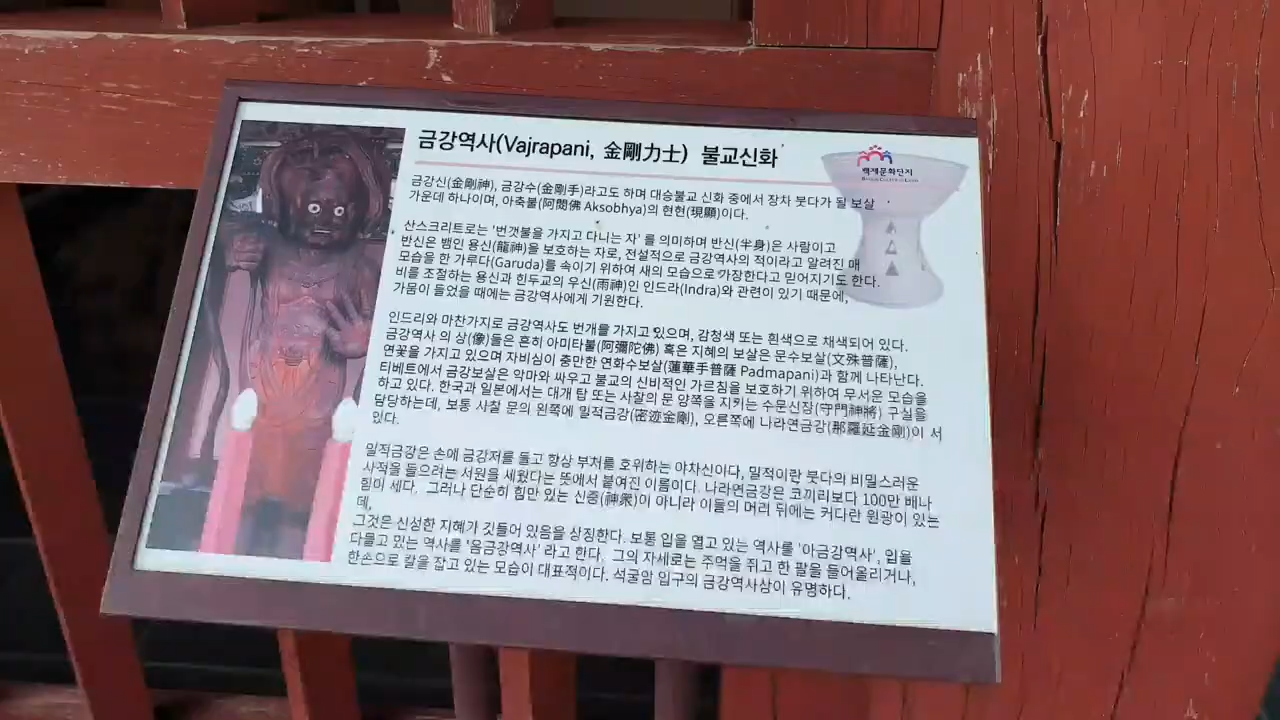 금강역사(Vajrapani, 金剛力士) 불교신화
백제문화단지
금강신(金剛神), 금강수(金剛手)라고도 하며 대승불교 신화 중에서 장차 붓다가 될 보살
가운데 하나이며, 아축불(阿閦佛 Aksobhya)의 현현(現顯)이다.
산스크리트로는 '번갯불을 가지고 다니는 자' 를 의미하며 반신(半身)은 사람이고
반신은 뱀인 용신(龍神)을 보호하는 자로, 전설적으로 금강역사의 적이라고 알려진 매
모습을 한 가루다(Garuda)를 속이기 위하여 새의 모습으로 가장한다고 믿어지기도 한다.
비를 조절하는 용신과 힌두교의 우신(雨神)인 인드라(Indra)와 관련이 있기 때문에,
가뭄이 들었을 때에는 금강역사에게 기원한다.
인드리와 마찬가지로 금강역사도 번개를 가지고 있으며, 감청색 또는 흰색으로 채색되어 있다.
금강역사 의 상(像)들은 흔히 아미타불(阿彌陀佛) 혹은 지혜의 보살은 문수보살(文殊普薩),
연꽃을 가지고 있으며 자비심이 충만한 연화수보살(蓮華手普薩 Padmapani)과 함께 나타난다.
티베트에서 금강보살은 악마와 싸우고 불교의 신비적인 가르침을 보호하기 위하여 무서운 모습을
하고 있다. 한국과 일본에서는 대개 탑 또는 사찰의 문 양쪽을 지키는 수문신장(守門神將) 구실을
담당하는데, 보통 사찰 문의 왼쪽에 밀적금강(密迹金剛), 오른쪽에 나라연금강(那羅延金剛)이 서
있다.
밀적금강은 손에 금강저를 들고 항상 부처를 호위하는 야차신이다, 밀적이란 붓다의 비밀스러운
사적을 들으려는 서원을 세웠다는 뜻에서 붙여진 이름이다. 나라연금강은 코끼리보다 100만 배나
힘이 세다. 그러나 단순히 힘만 있는 신중(神衆)이 아니라 이들의 머리 뒤에는 커다란 원광이 있는
데,
그것은 신성한 지혜가 깃들어 있음을 상징한다. 보통 입을 열고 있는 역사를 '아금강역사', 입을
다물고 있는 역사를 '음금강역사' 라고 한다. 그의 자세로는 주먹을 쥐고 한 팔을 들어올리거나,
한손으로 칼을 잡고 있는 모습이 대표적이다. 석굴암 입구의 금강역사상이 유명하다.